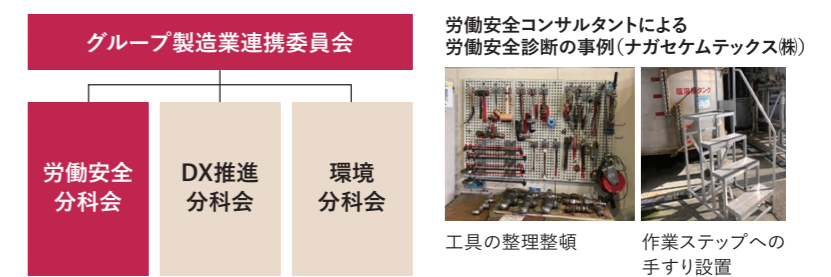 グループ製造業連携委員会
労働安全
分科会
DX推進
分科会
環境
分科会
労働安全コンサルタントによる
労働安全診断の事例（ナガセケムテックス㈱）
工具の整理整頓
作業ステップへの
手すり設置